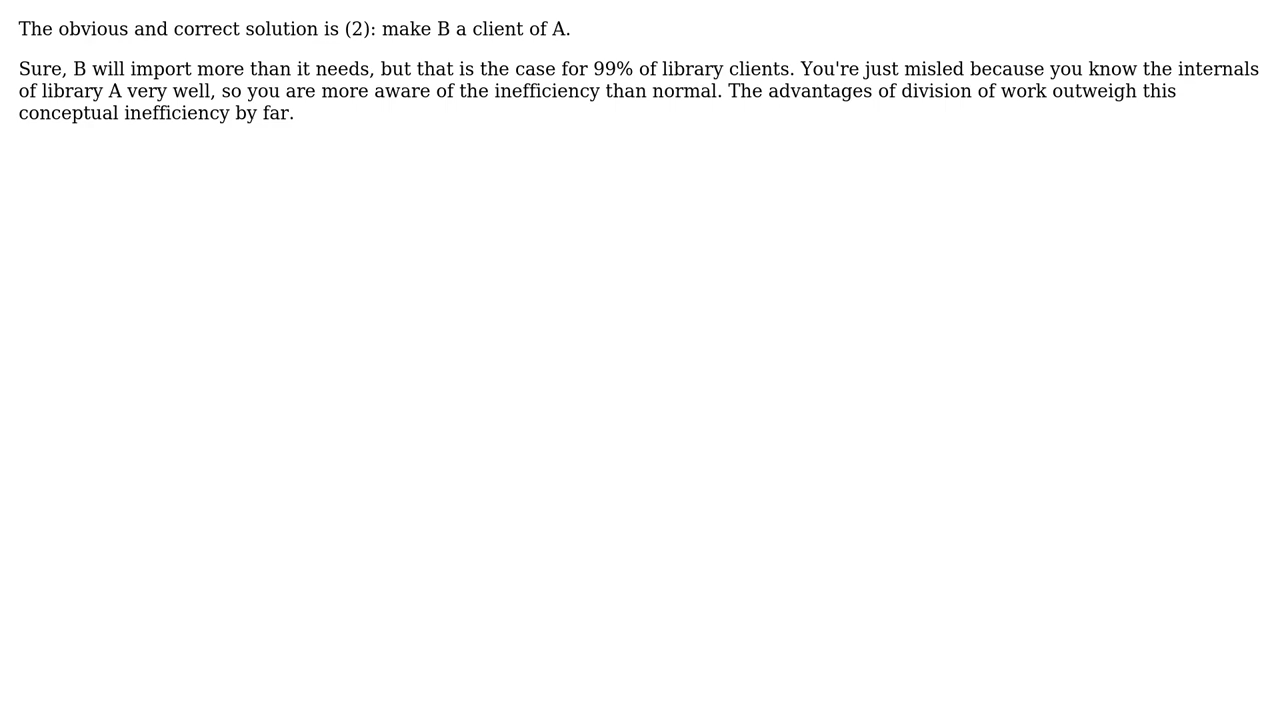 The obvious and correct solution is (2): make B a client of A.
Sure, B will import more than it needs, but that is the case for 99% of library clients. You're just misled because you know the internals
of library A very well, so you are more aware of the inefficiency than normal. The advantages of division of work outweigh this
conceptual inefficiency by far.